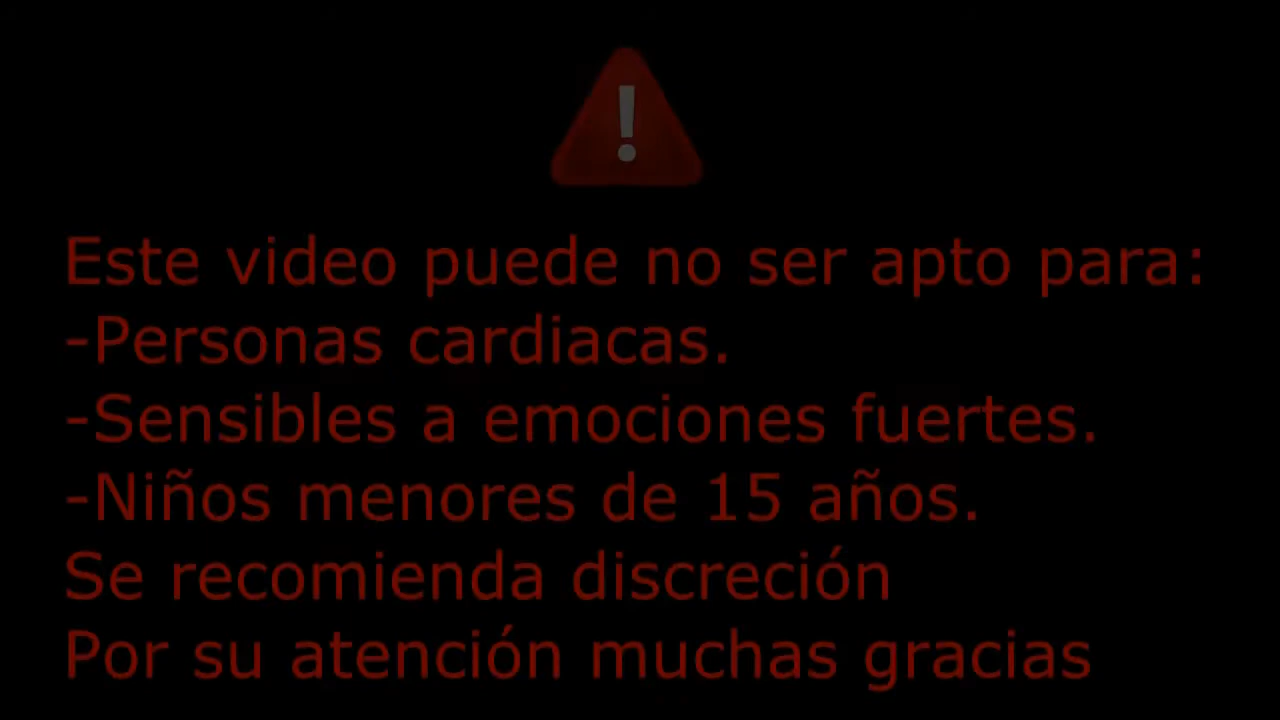 Este video puede no ser apto para:
-Personas cardiacas.
-Sensibles a emociones fuertes.
-Niños menores de 15 años.
Se recomienda discreción
Por su atención muchas gracias